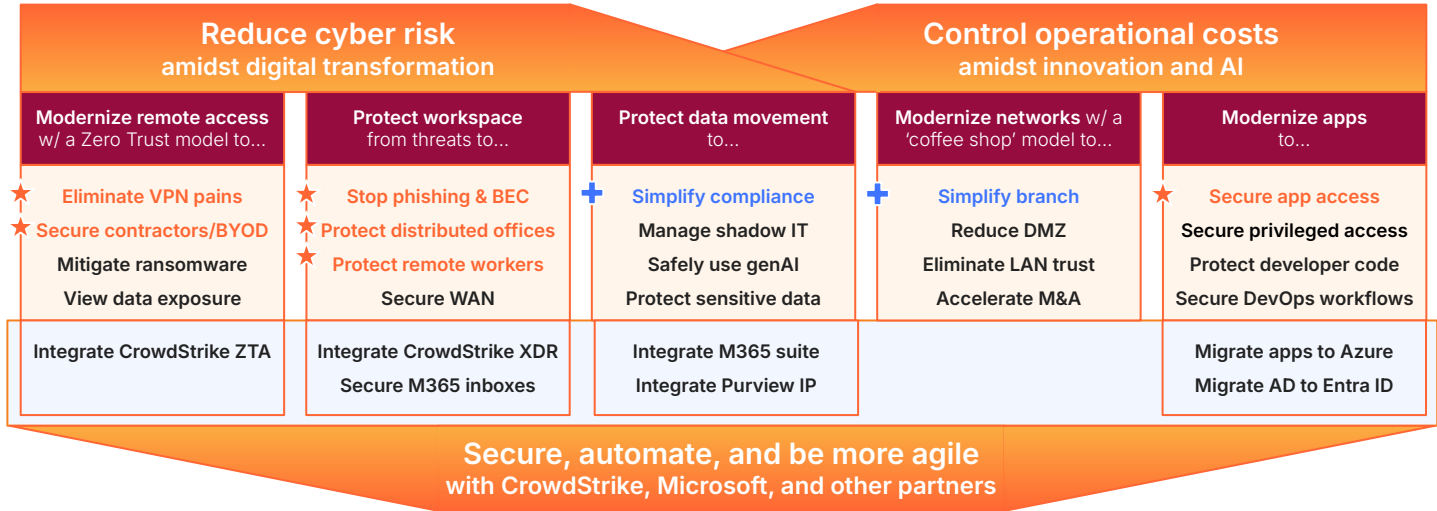 Reduce cyber risk
amidst digital transformation
Control operational costs
amidst innovation and AI
Modernize remote access
w/ a Zero Trust model to...
Eliminate VPN pains
Secure contractors/BYOD
Mitigate ransomware
View data exposure
Integrate CrowdStrike ZTA
Protect workspace
from threats to...
Stop phishing & BEC
Protect distributed offices
Protect remote workers
Secure WAN
Integrate CrowdStrike XDR
Secure M365 inboxes
Protect data movement
to...
Simplify compliance
Manage shadow IT
Safely use genAI
Protect sensitive data
Integrate M365 suite
Integrate Purview IP
Modernize networks w/ a
‘coffee shop’ model to...
Simplify branch
Reduce DMZ
Eliminate LAN trust
Accelerate M&A
Modernize apps
to...
Secure app access
Secure privileged access
Protect developer code
Secure DevOps workflows
Migrate apps to Azure
Migrate AD to Entra ID
Secure, automate, and be more agile
with CrowdStrike, Microsoft, and other partners